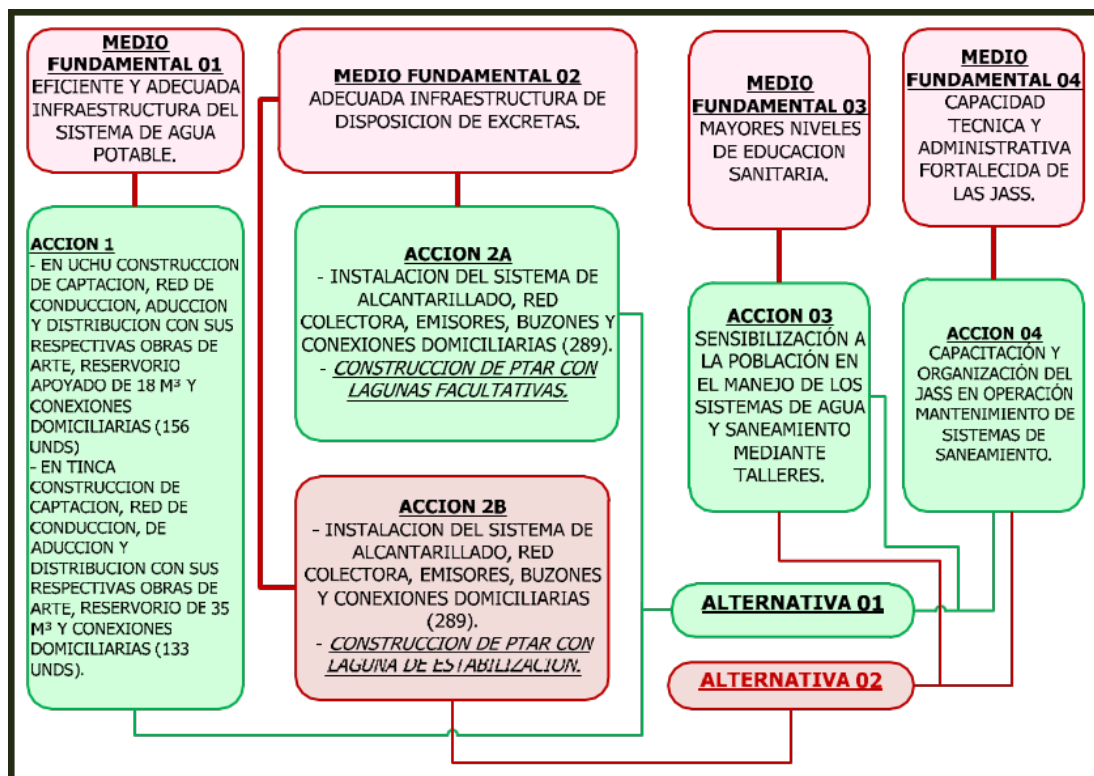 MEDIO
FUNDAMENTAL 01
EFICIENTE Y ADECUADA
INFRAESTRUCTURA DEL
SISTEMA DE AGUA
POTABLE.
MEDIO FUNDAMENTAL 02
ADECUADA INFRAESTRUCTURA DE
DISPOSICION DE EXCRETAS.
MEDIO
FUNDAMENTAL 03
MAYORES NIVELES
DE EDUCACION
SANITARIA.
MEDIO
FUNDAMENTAL 04
CAPACIDAD
TECNICA Y
ADMINISTRATIVA
FORTALECIDA DE
LAS JASS.
ACCION 1
- EN UCHU CONSTRUCCION
DE CAPTACION, RED DE
CONDUCCION, ADUCCION
Y DISTRIBUCION CON SUS
RESPECTIVAS OBRAS DE
ARTE, RESERVORIO
APOYADO DE 18 M³ Y
CONEXIONES
DOMICILIARIAS (156
UNDS)
- EN TINCA
CONSTRUCCION DE
CAPTACION, RED DE
CONDUCCION, DE
ADUCCION Y
DISTRIBUCION CON SUS
RESPECTIVAS OBRAS DE
ARTE, RESERVORIO DE 35
M³ Y CONEXIONES
DOMICILIARIAS (133
UNDS).
ACCION 2A
- INSTALACION DEL SISTEMA DE
ALCANTARILLADO, RED
COLECTORA, EMISORES, BUZONES Y
CONEXIONES DOMICILIARIAS (289).
- CONSTRUCCION DE PTAR CON
LAGUNAS FACULTATIVAS.
ACCION 2B
- INSTALACION DEL SISTEMA DE
ALCANTARILLADO, RED
COLECTORA, EMISORES, BUZONES
Y CONEXIONES DOMICILIARIAS
(289).
- CONSTRUCCION DE PTAR CON
LAGUNA DE ESTABILIZACION.
ACCION 03
SENSIBILIZACIÓN A
LA POBLACIÓN EN
EL MANEJO DE LOS
SISTEMAS DE AGUA
Y SANEAMIENTO
MEDIANTE
TALLERES.
ACCION 04
CAPACITACIÓN Y
ORGANIZACIÓN DEL
JASS EN OPERACIÓN
MANTENIMIENTO DE
SISTEMAS DE
SANEAMIENTO.
ALTERNATIVA 01
ALTERNATIVA 02